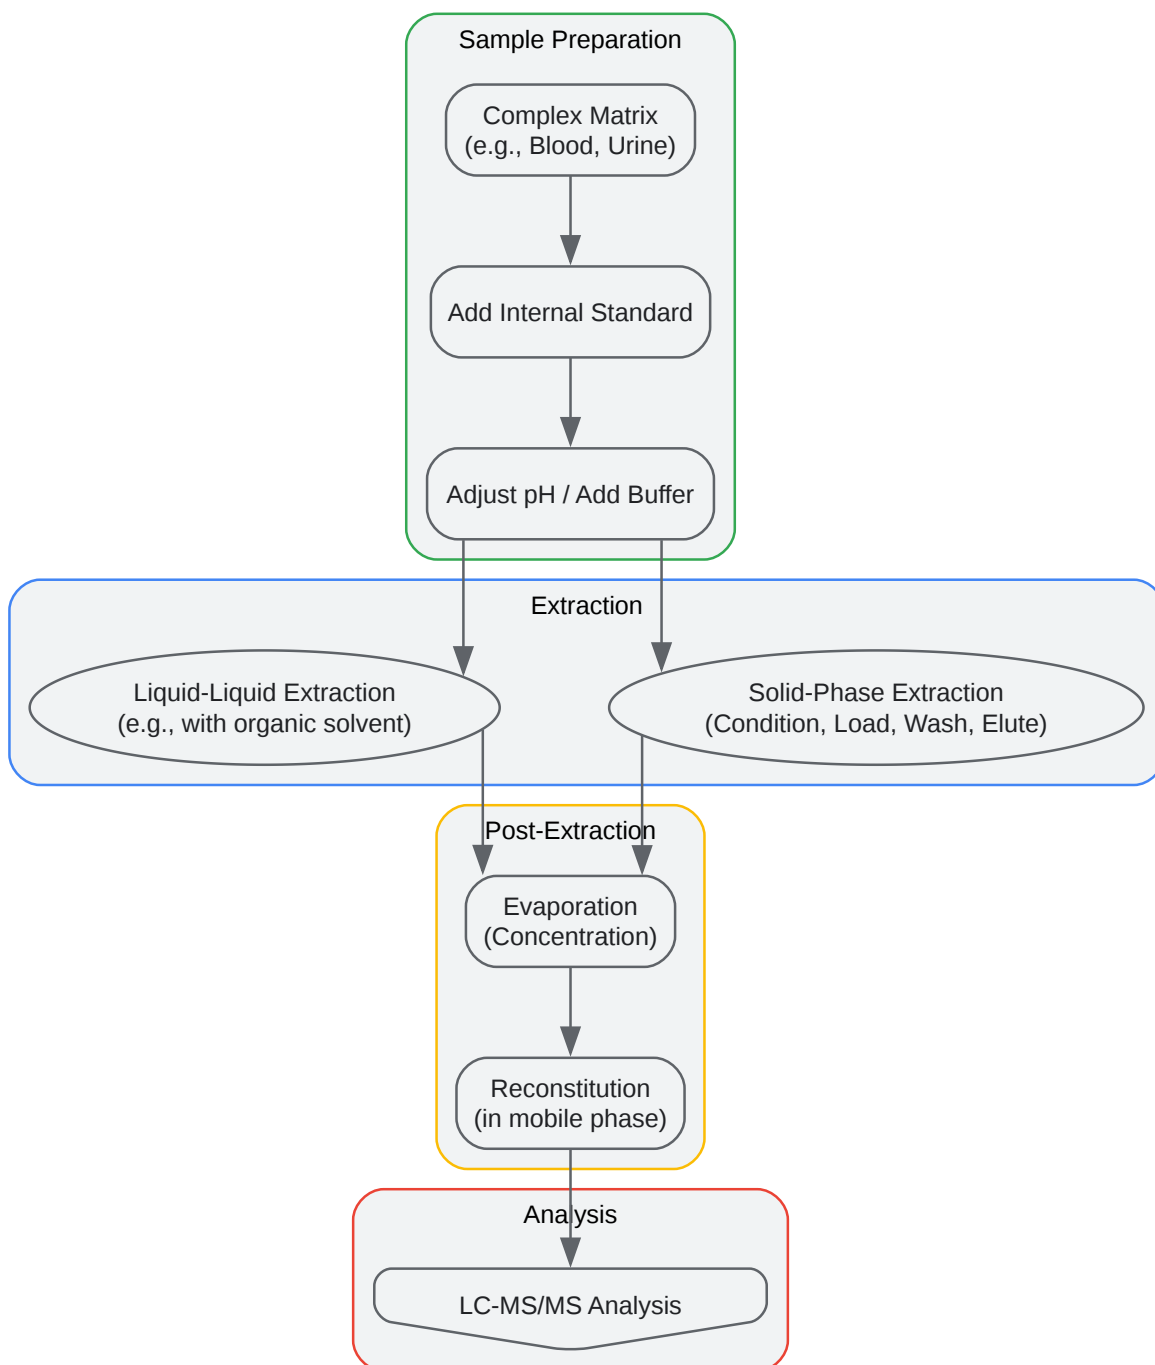 Sample Preparation
Complex Matrix
(e.g., Blood, Urine)
Add Internal Standard
Adjust pH / Add Buffer
Extraction
Liquid-Liquid Extraction
(e.g., with organic solvent)
Solid-Phase Extraction
(Condition, Load, Wash, Elute)
Post-Extraction
Evaporation
(Concentration)
Reconstitution
(in mobile phase)
Analysis
LC-MS/MS Analysis